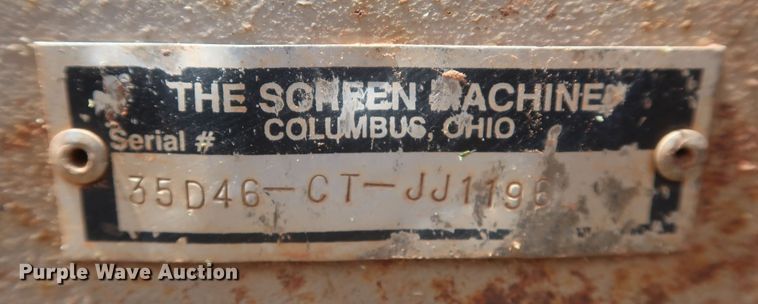 THE SCREEN MACHINE
COLUMBUS, OHIO
Serial #
35D46-CT-JJ1196
Purple Wave Auction